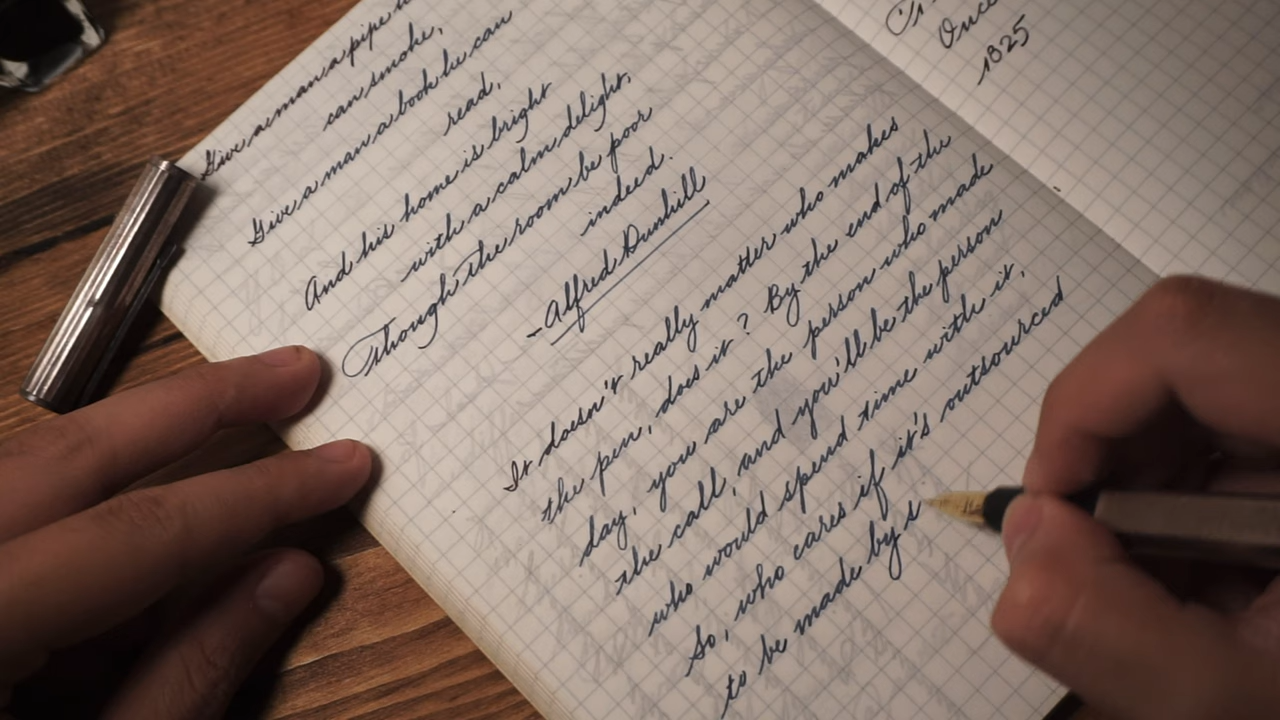 Give a man a pipe
can smoke,
Give a man a book he can
read,
And his home is bright
with a calm delight,
Though the room be poor
indeed.
- Alfred Dunhill
It doesn't really matter who makes
the pen, does it? By the end of the
day, you are the person who made
the call, and you'll be the person
who would spend time with it,
So, who cares if it's outsourced
to be made by s
Once
1825